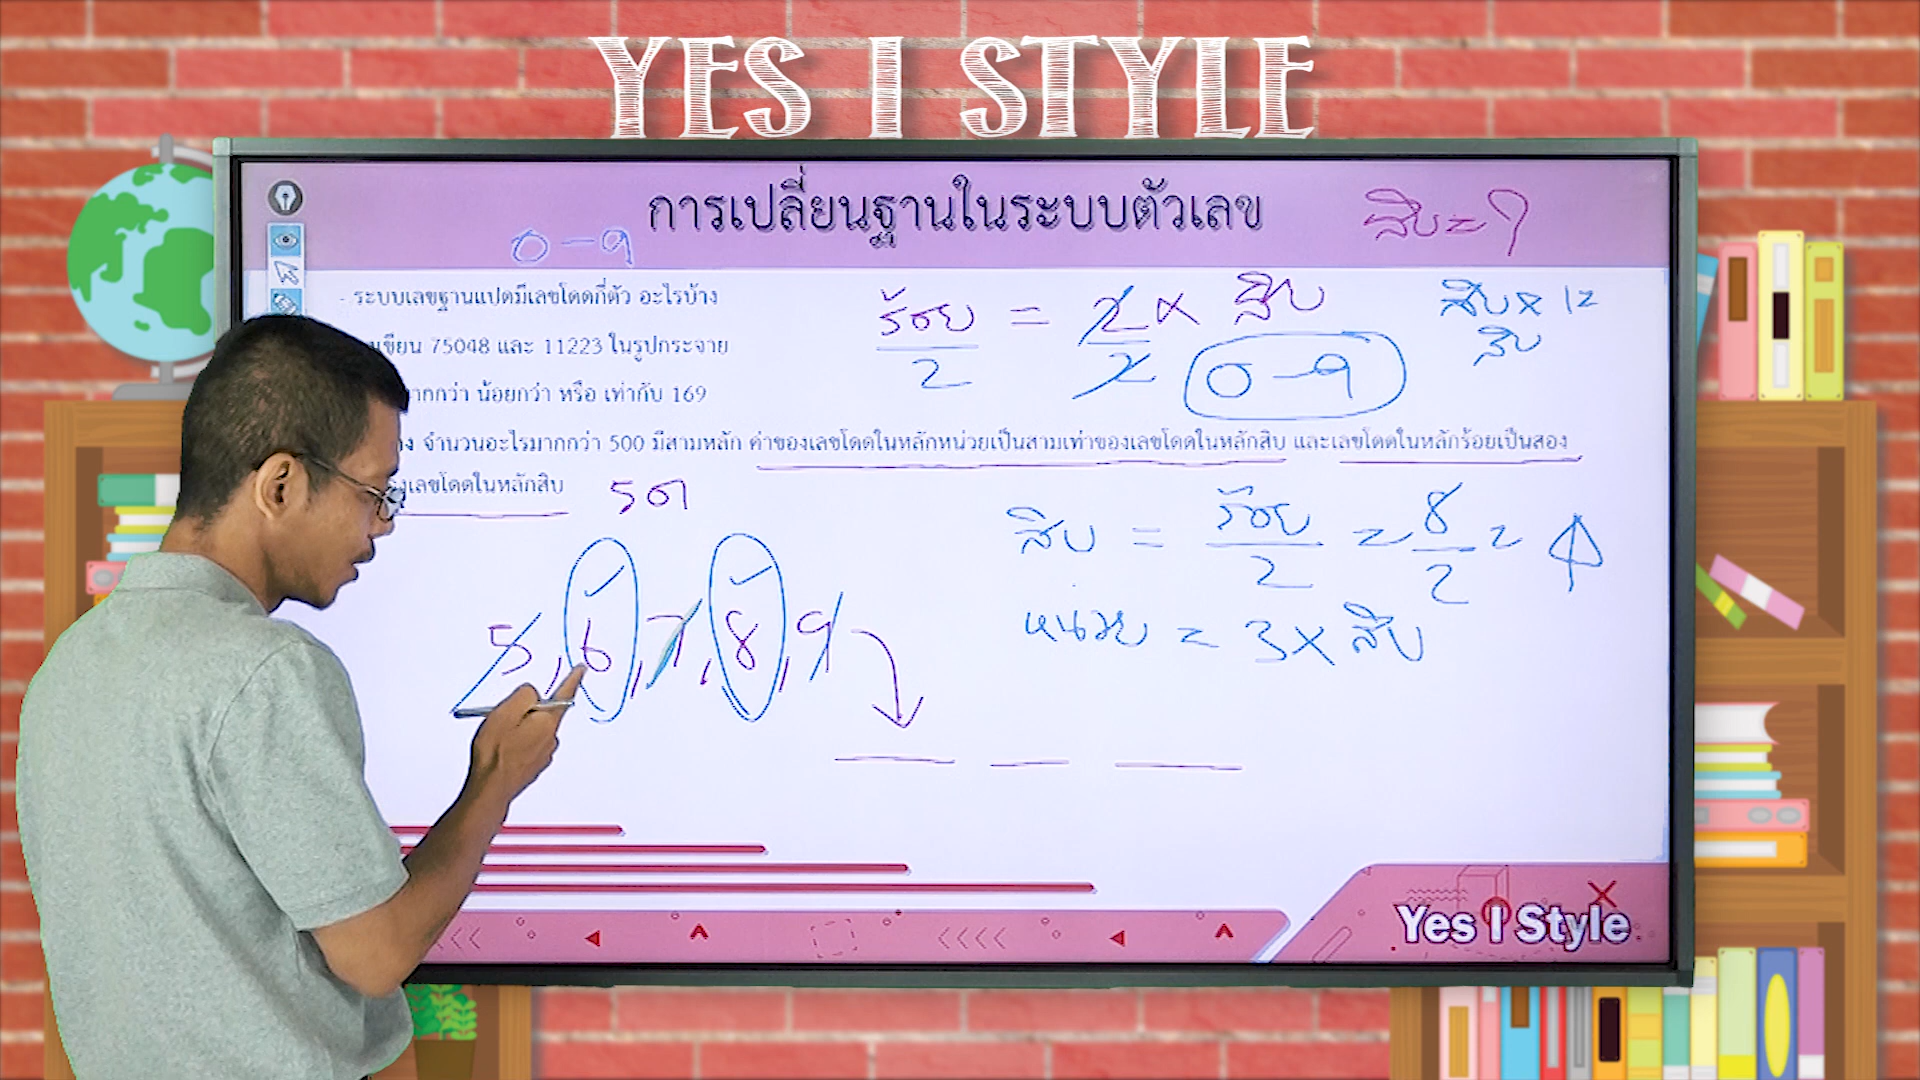 YES I STYLE
การเปลี่ยนฐานในระบบตัวเลข
สิบ = ?
0 – 9
- ระบบเลขฐานแปดมีเลขโดดกี่ตัว อะไรบ้าง
เขียน 75048 และ 11223 ในรูปกระจาย
ากกว่า น้อยกว่า หรือ เท่ากับ 169
จำนวนอะไรมากกว่า 500 มีสามหลัก ค่าของเลขโดดในหลักหน่วยเป็นสามเท่าของเลขโดดในหลักสิบ และเลขโดดในหลักร้อยเป็นสอง
งเลขโดดในหลักสิบ
ร้อย = 2 × สิบ
2 2
0 – 9
สิบ × 12
สิบ
สิบ = ร้อย = 8 = 4
2 2
หน่วย = 3 × สิบ
5, 6, 7, 8, 9
Yes I Style